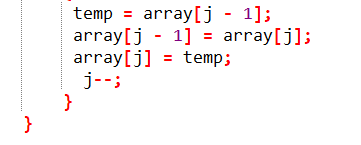 temp = array[j - 1];
array[j - 1] = array[j];
array[j] = temp;
j--;
}
}